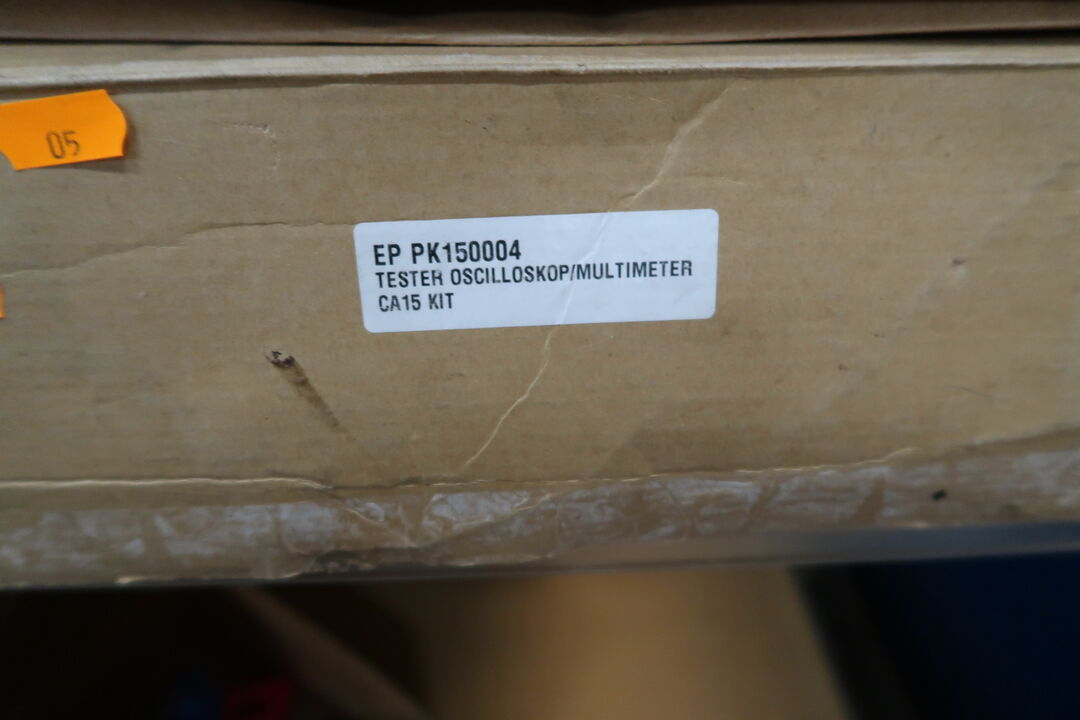 05
EP PK150004
TESTER OSCILLOSKOP/MULTIMETER
CA15 KIT